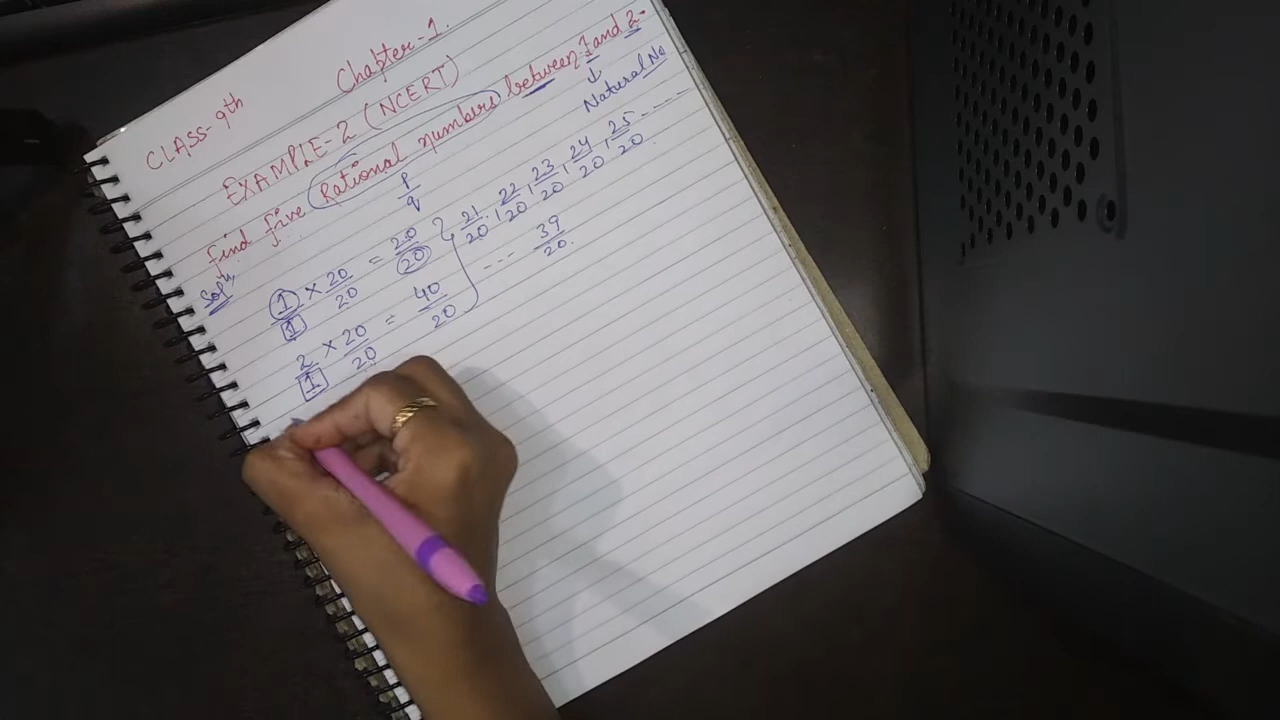 Chapter-1.
CLASS-9th
EXAMPLE-2 (NCERT)
Find five Rational numbers between 1 and 2-
↓
Natural No
p/q
Solⁿ,
1/1 × 20/20 = 20/20
2/1 × 20/20 = 40/20
21/20, 22/20, 23/20, 24/20, 25/20 ----
--- 39/20.